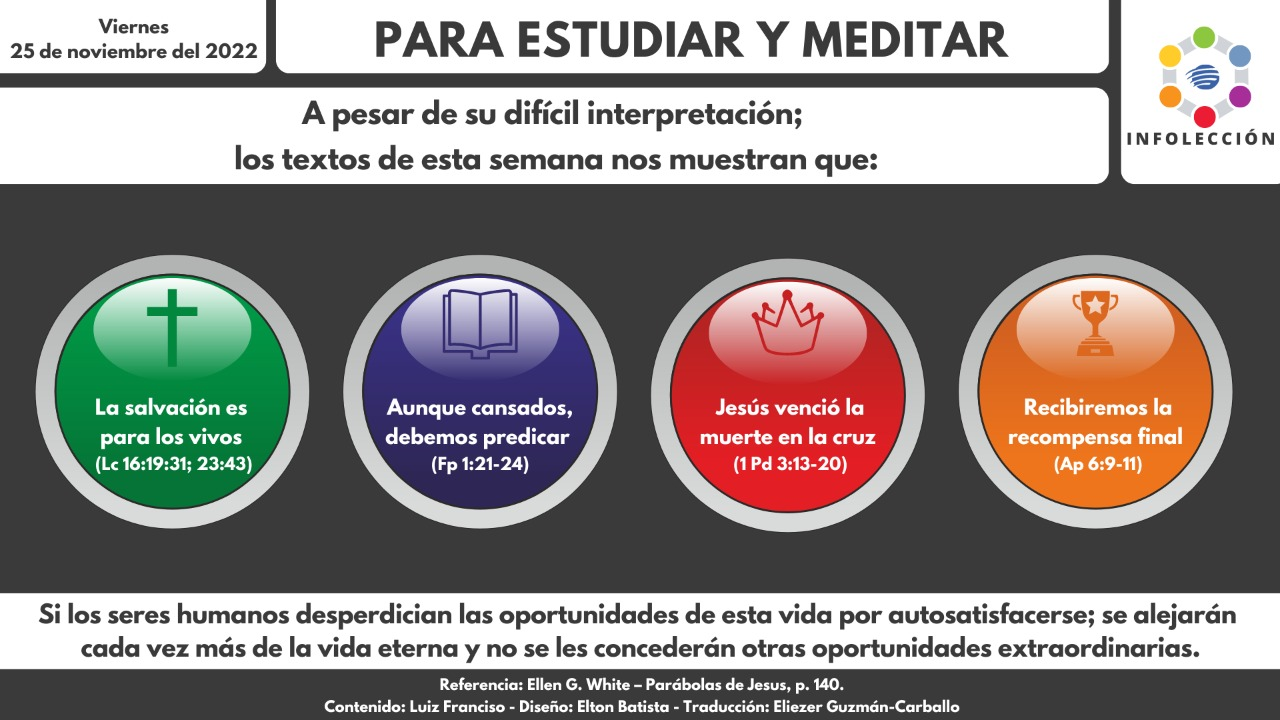 Viernes
25 de noviembre del 2022
PARA ESTUDIAR Y MEDITAR
INFOLECCIÓN
A pesar de su difícil interpretación;
los textos de esta semana nos muestran que:
La salvación es
para los vivos
(Lc 16:19:31; 23:43)
Aunque cansados,
debemos predicar
(Fp 1:21-24)
Jesús venció la
muerte en la cruz
(1 Pd 3:13-20)
Recibiremos la
recompensa final
(Ap 6:9-11)
Si los seres humanos desperdician las oportunidades de esta vida por autosatisfacerse; se alejarán
cada vez más de la vida eterna y no se les concederán otras oportunidades extraordinarias.
Referencia: Ellen G. White – Parábolas de Jesus, p. 140.
Contenido: Luiz Franciso - Diseño: Elton Batista - Traducción: Eliezer Guzmán-Carballo